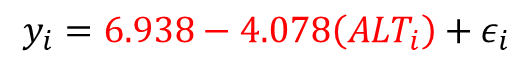 yᵢ = 6.938 − 4.078(ALTᵢ) + ϵᵢ